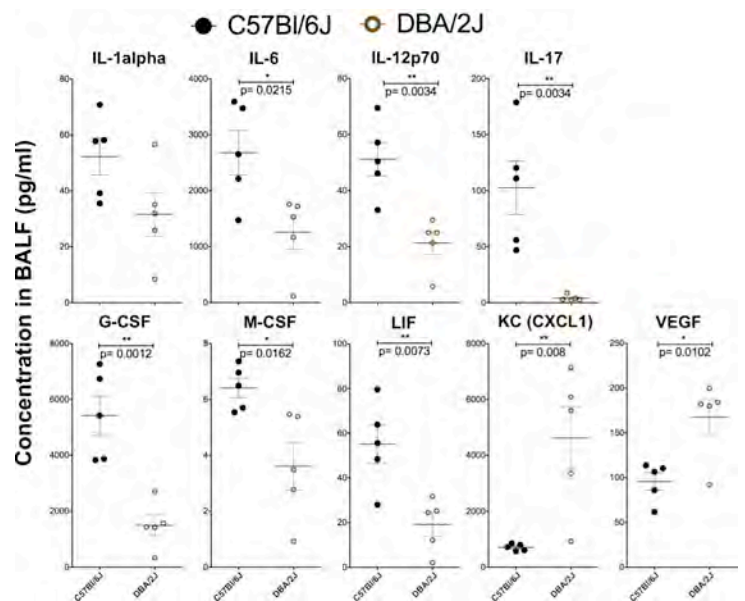 C57Bl/6J DBA/2J
IL-1alpha IL-6 IL-12p70 IL-17
* ** **
p= 0.0215 p= 0.0034 p= 0.0034
80 4000 80 200
60 3000 60 150
40 2000 40 100
20 1000 20 50
0 0 0 0
Concentration in BALF (pg/ml)
G-CSF M-CSF LIF KC (CXCL1) VEGF
** * ** ** *
p= 0.0012 p= 0.0162 p= 0.0073 p= 0.008 p= 0.0102
8000 8 100 8000 250
6000 6 80 6000 200
4000 4 60 4000 150
2000 2 40 2000 100
0 0 20 0 50
0 0
C57Bl/6J DBA/2J C57Bl/6J DBA/2J C57Bl/6J DBA/2J C57Bl/6J DBA/2J C57Bl/6J DBA/2J